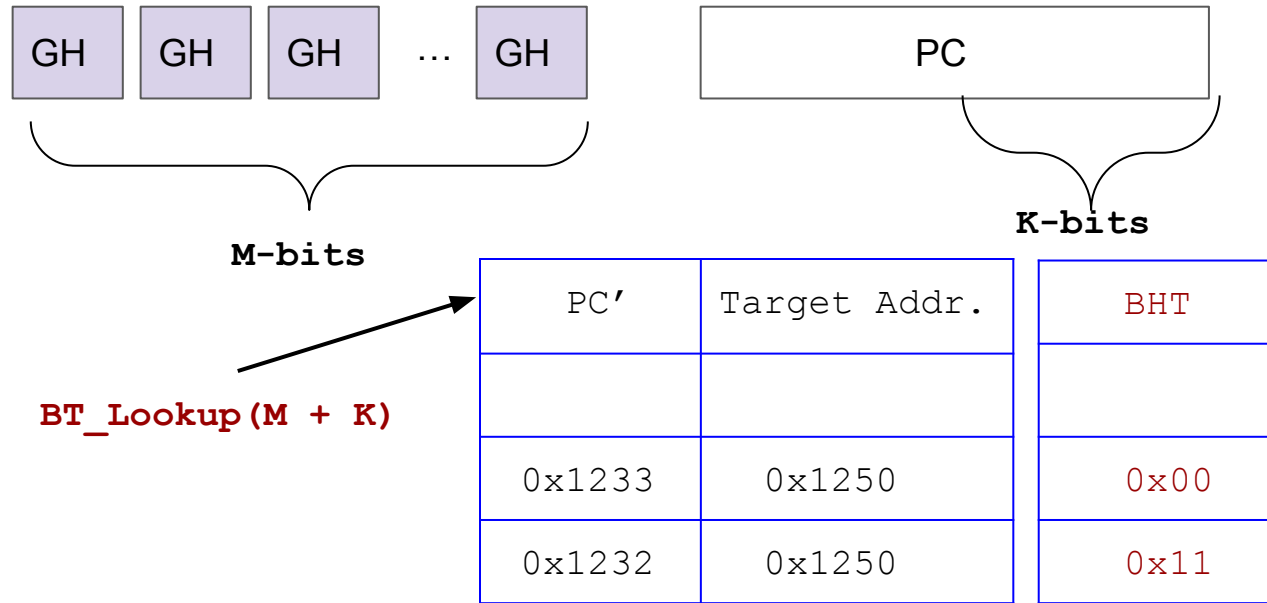 GH GH GH ... GH PC
M-bits K-bits
BT_Lookup(M + K)
PC′ Target Addr. BHT
0x1233 0x1250 0x00
0x1232 0x1250 0x11